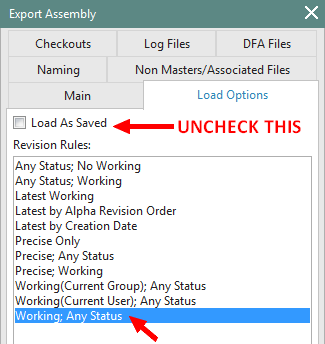 Export Assembly
Checkouts Log Files DFA Files
Naming Non Masters/Associated Files
Main Load Options
Load As Saved UNCHECK THIS
Revision Rules:
Any Status; No Working
Any Status; Working
Latest Working
Latest by Alpha Revision Order
Latest by Creation Date
Precise Only
Precise; Any Status
Precise; Working
Working(Current Group); Any Status
Working(Current User); Any Status
Working; Any Status